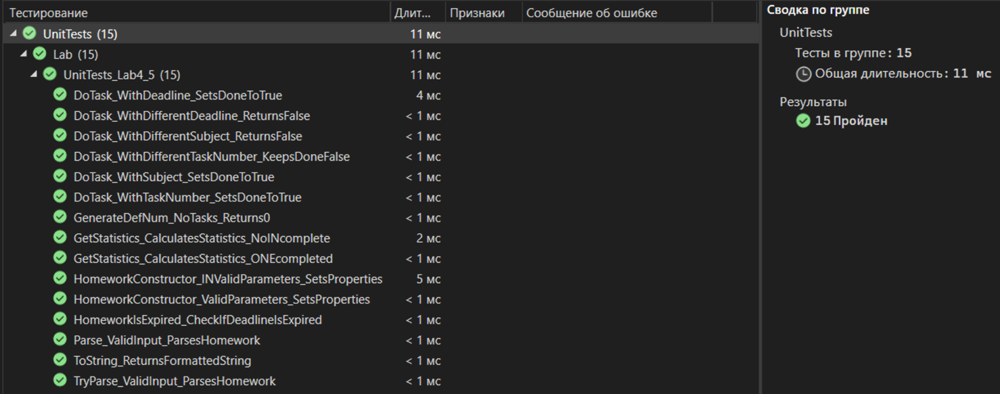 Тестирование Длит... Признаки Сообщение об ошибке
UnitTests (15) 11 мс
Lab (15) 11 мс
UnitTests_Lab4_5 (15) 11 мс
DoTask_WithDeadline_SetsDoneToTrue 4 мс
DoTask_WithDifferentDeadline_ReturnsFalse < 1 мс
DoTask_WithDifferentSubject_ReturnsFalse < 1 мс
DoTask_WithDifferentTaskNumber_KeepsDoneFalse < 1 мс
DoTask_WithSubject_SetsDoneToTrue < 1 мс
DoTask_WithTaskNumber_SetsDoneToTrue < 1 мс
GenerateDefNum_NoTasks_Returns0 < 1 мс
GetStatistics_CalculatesStatistics_NoINcomplete 2 мс
GetStatistics_CalculatesStatistics_ONEcompleted < 1 мс
HomeworkConstructor_INValidParameters_SetsProperties 5 мс
HomeworkConstructor_ValidParameters_SetsProperties < 1 мс
HomeworkIsExpired_CheckIfDeadlineIsExpired < 1 мс
Parse_ValidInput_ParsesHomework < 1 мс
ToString_ReturnsFormattedString < 1 мс
TryParse_ValidInput_ParsesHomework < 1 мс
Сводка по группе
UnitTests
Тесты в группе: 15
Общая длительность: 11 мс
Результаты
15 Пройден